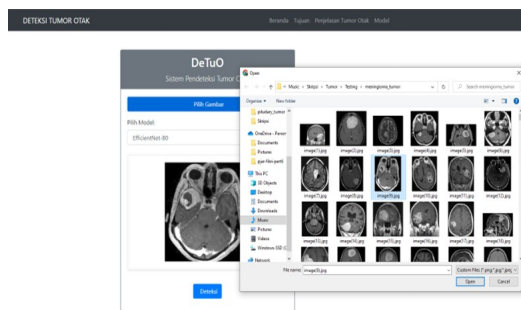 DETEKSI TUMOR OTAK
Beranda Tujuan Penjelasan Tumor Otak Model
DeTuO
Sistem Pendeteksi Tumor
Pilih Gambar
Pilih Model:
EfficientNet-B0
Deteksi
Open
Music › Skripsi › Tumor › Testing › meningioma_tumor
Search meningioma_tumor
Organize New folder
pituitary_tumor
Skripsi
OneDrive - Person
Documents
Pictures
This PC
3D Objects
Desktop
Documents
Downloads
Music
Pictures
Videos
Windows-SSD (C
Network
image(1).jpg image(2).jpg image(3).jpg image(4).jpg image(5).jpg image(6).jpg
image(7).jpg image(8).jpg image(9).jpg image(10).jpg image(11).jpg image(12).jpg
image(13).jpg image(14).jpg image(15).jpg image(16).jpg image(17).jpg image(18).jpg
File name:
Open Cancel